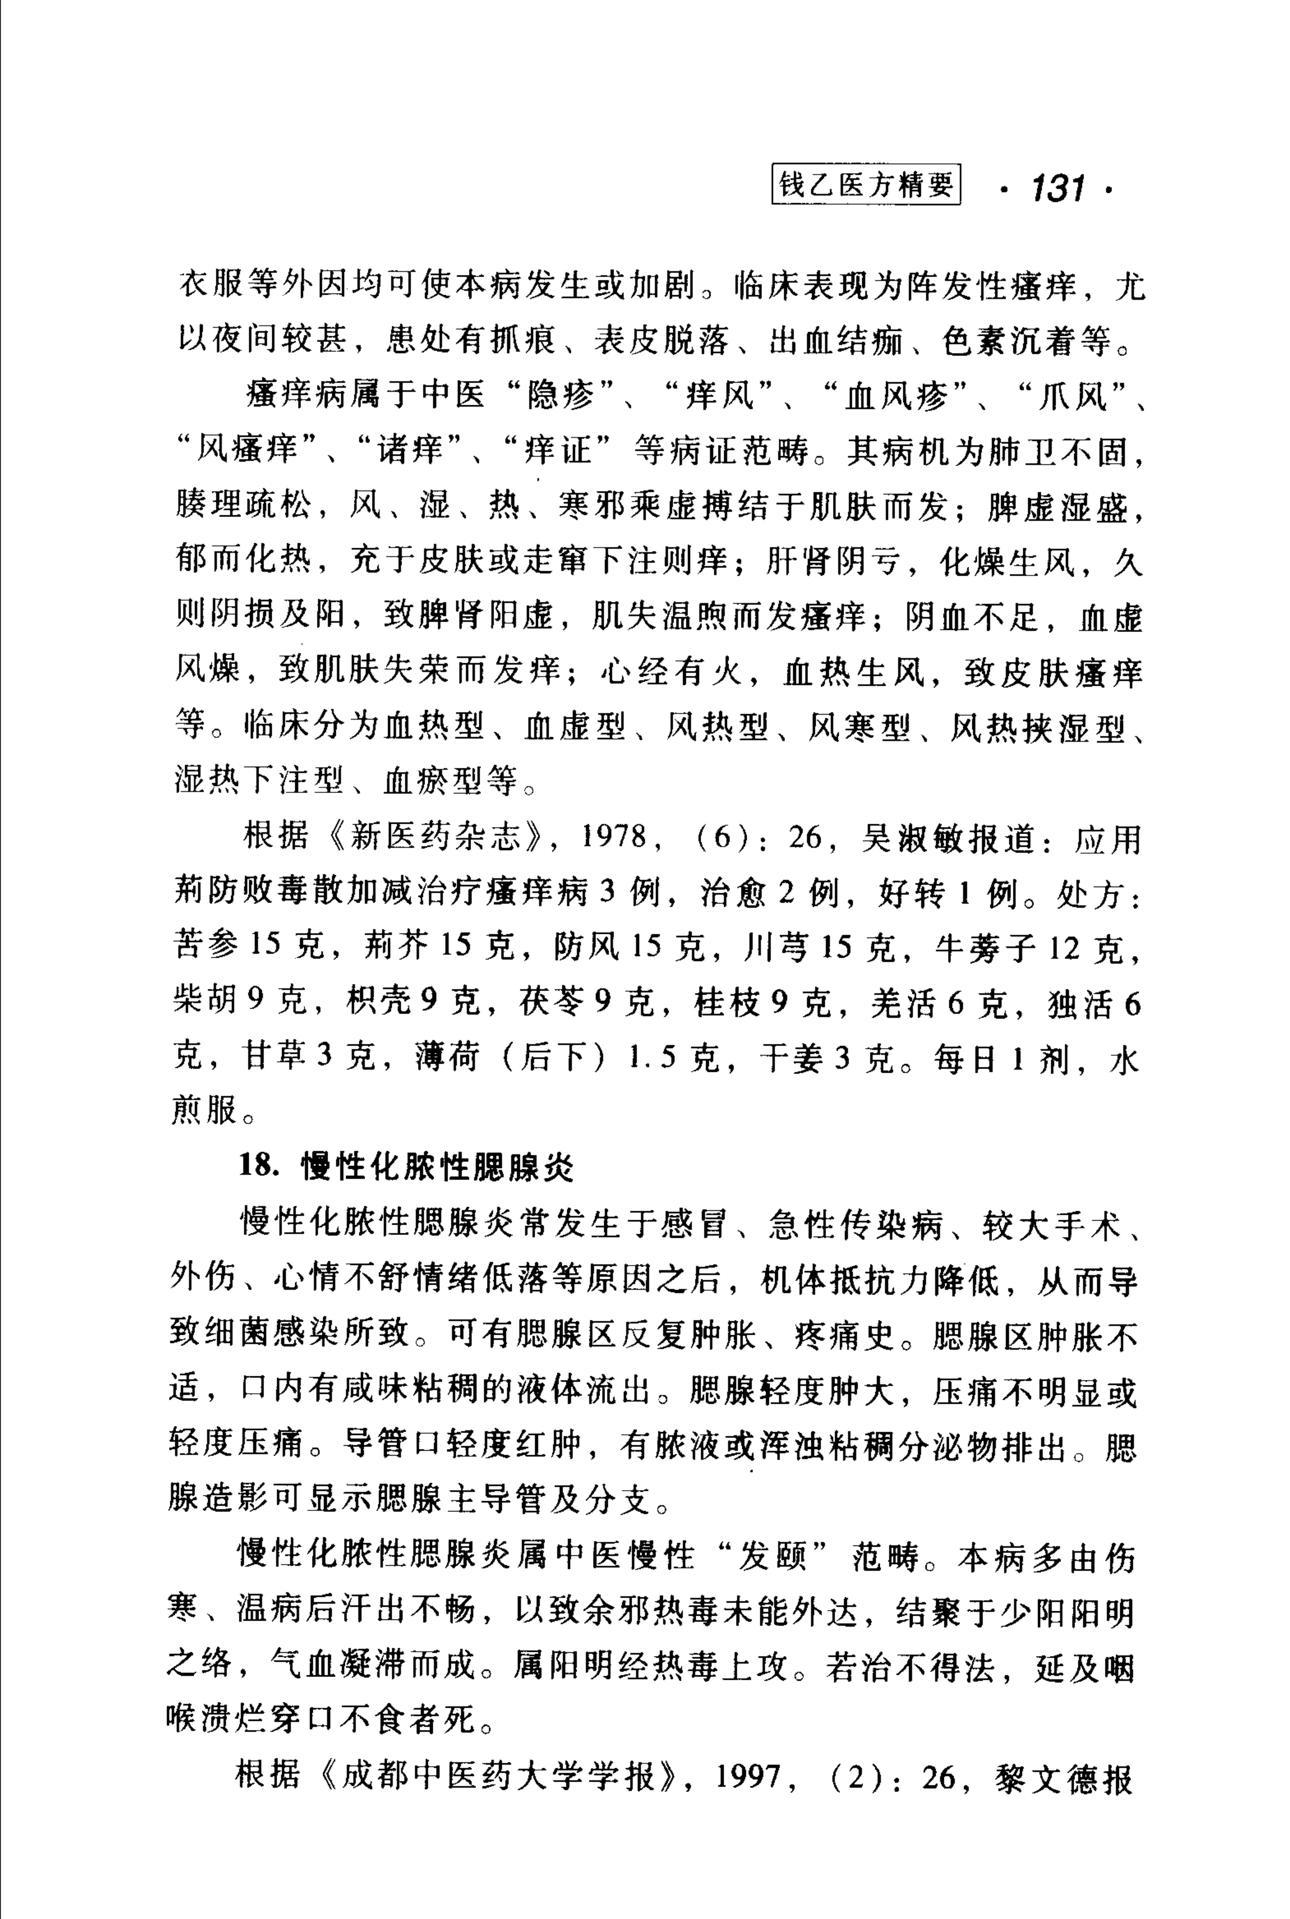 钱乙医方精要 · 131 ·
衣服等外因均可使本病发生或加剧。临床表现为阵发性瘙痒，尤
以夜间较甚，患处有抓痕、表皮脱落、出血结痂、色素沉着等。
瘙痒病属于中医“隐疹”、“痒风”、“血风疹”、“爪风”、
“风瘙痒”、“诸痒”、“痒证”等病证范畴。其病机为肺卫不固，
腠理疏松，风、湿、热、寒邪乘虚搏结于肌肤而发；脾虚湿盛，
郁而化热，充于皮肤或走窜下注则痒；肝肾阴亏，化燥生风，久
则阴损及阳，致脾肾阳虚，肌失温煦而发瘙痒；阴血不足，血虚
风燥，致肌肤失荣而发痒；心经有火，血热生风，致皮肤瘙痒
等。临床分为血热型、血虚型、风热型、风寒型、风热挟湿型、
湿热下注型、血瘀型等。
根据《新医药杂志》，1978，（6）：26，吴淑敏报道：应用
荆防败毒散加减治疗瘙痒病3例，治愈2例，好转1例。处方：
苦参15克，荆芥15克，防风15克，川芎15克，牛蒡子12克，
柴胡9克，枳壳9克，茯苓9克，桂枝9克，羌活6克，独活6
克，甘草3克，薄荷（后下）1.5克，干姜3克。每日1剂，水
煎服。
18. 慢性化脓性腮腺炎
慢性化脓性腮腺炎常发生于感冒、急性传染病、较大手术、
外伤、心情不舒情绪低落等原因之后，机体抵抗力降低，从而导
致细菌感染所致。可有腮腺区反复肿胀、疼痛史。腮腺区肿胀不
适，口内有咸味粘稠的液体流出。腮腺轻度肿大，压痛不明显或
轻度压痛。导管口轻度红肿，有脓液或浑浊粘稠分泌物排出。腮
腺造影可显示腮腺主导管及分支。
慢性化脓性腮腺炎属中医慢性“发颐”范畴。本病多由伤
寒、温病后汗出不畅，以致余邪热毒未能外达，结聚于少阳阳明
之络，气血凝滞而成。属阳明经热毒上攻。若治不得法，延及咽
喉溃烂穿口不食者死。
根据《成都中医药大学学报》，1997，（2）：26，黎文德报